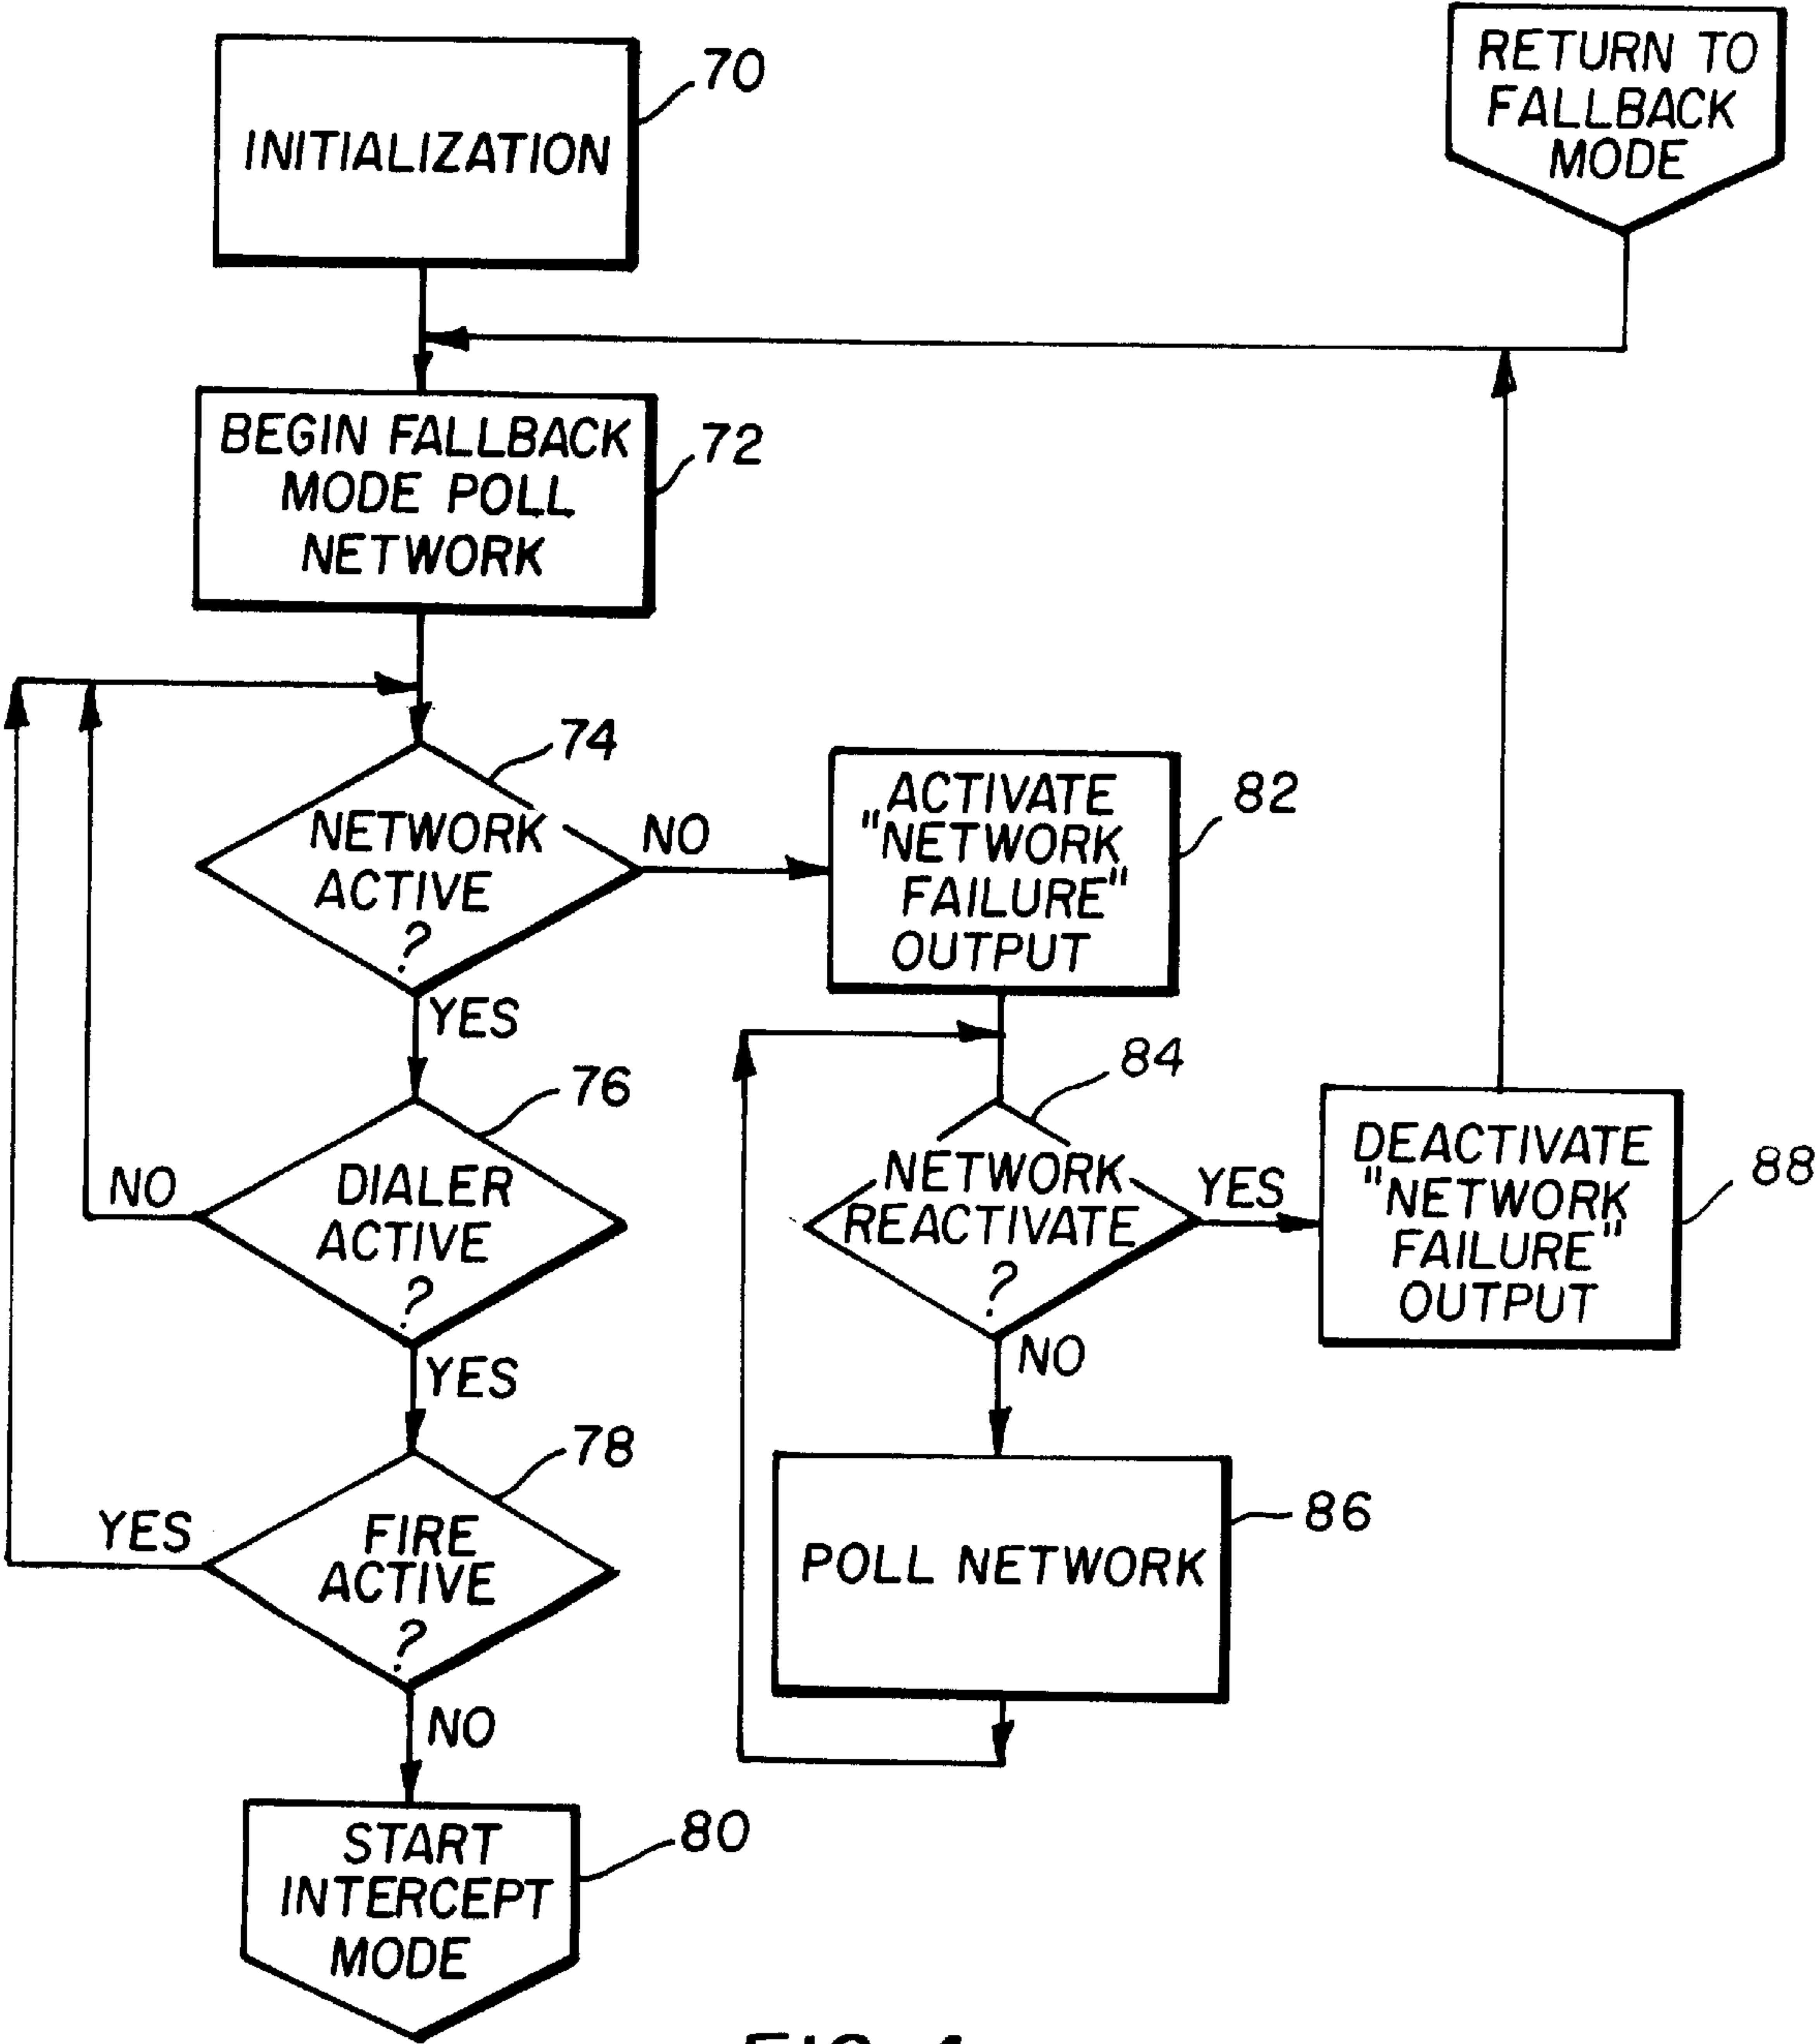 INITIALIZATION
70
RETURN TO
FALLBACK
MODE
BEGIN FALLBACK
MODE POLL
NETWORK
72
74
NETWORK
ACTIVE
?
NO
YES
ACTIVATE
"NETWORK
FAILURE"
OUTPUT
82
76
DIALER
ACTIVE
?
NO
YES
84
NETWORK
REACTIVATE
?
YES
NO
DEACTIVATE
"NETWORK
FAILURE"
OUTPUT
88
78
FIRE
ACTIVE
?
YES
NO
POLL NETWORK
86
START
INTERCEPT
MODE
80